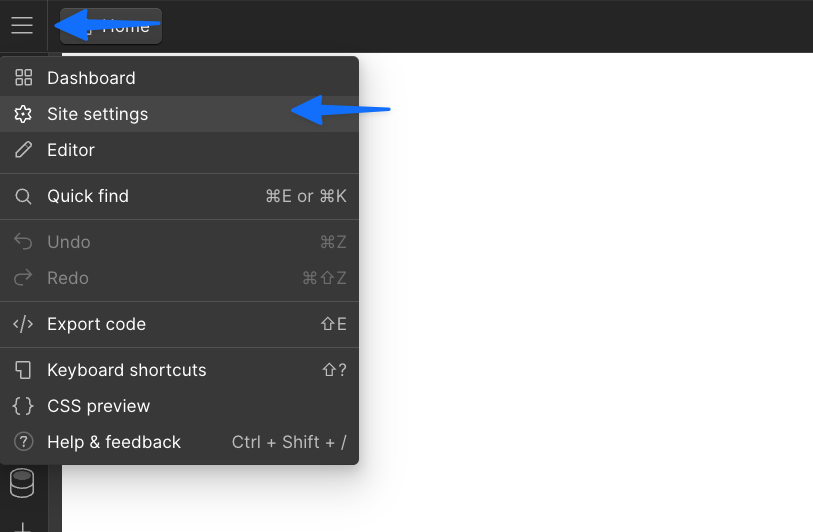 Home
Dashboard
Site settings
Editor
Quick find ⌘E or ⌘K
Undo ⌘Z
Redo ⌘⇧Z
Export code ⇧E
Keyboard shortcuts ⇧?
CSS preview
Help & feedback Ctrl + Shift + /